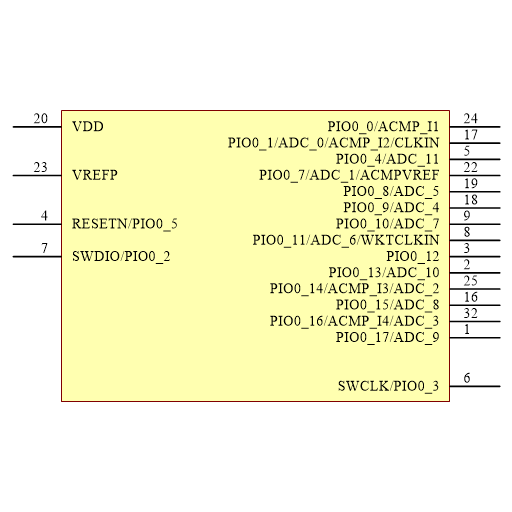 20 VDD PIO0_0/ACMP_I1 24
PIO0_1/ADC_0/ACMP_I2/CLKIN 17
PIO0_4/ADC_11 5
23 VREFP PIO0_7/ADC_1/ACMPVREF 22
PIO0_8/ADC_5 19
PIO0_9/ADC_4 18
4 RESETN/PIO0_5 PIO0_10/ADC_7 9
PIO0_11/ADC_6/WKTCLKIN 8
7 SWDIO/PIO0_2 PIO0_12 3
PIO0_13/ADC_10 2
PIO0_14/ACMP_I3/ADC_2 25
PIO0_15/ADC_8 16
PIO0_16/ACMP_I4/ADC_3 32
PIO0_17/ADC_9 1
SWCLK/PIO0_3 6